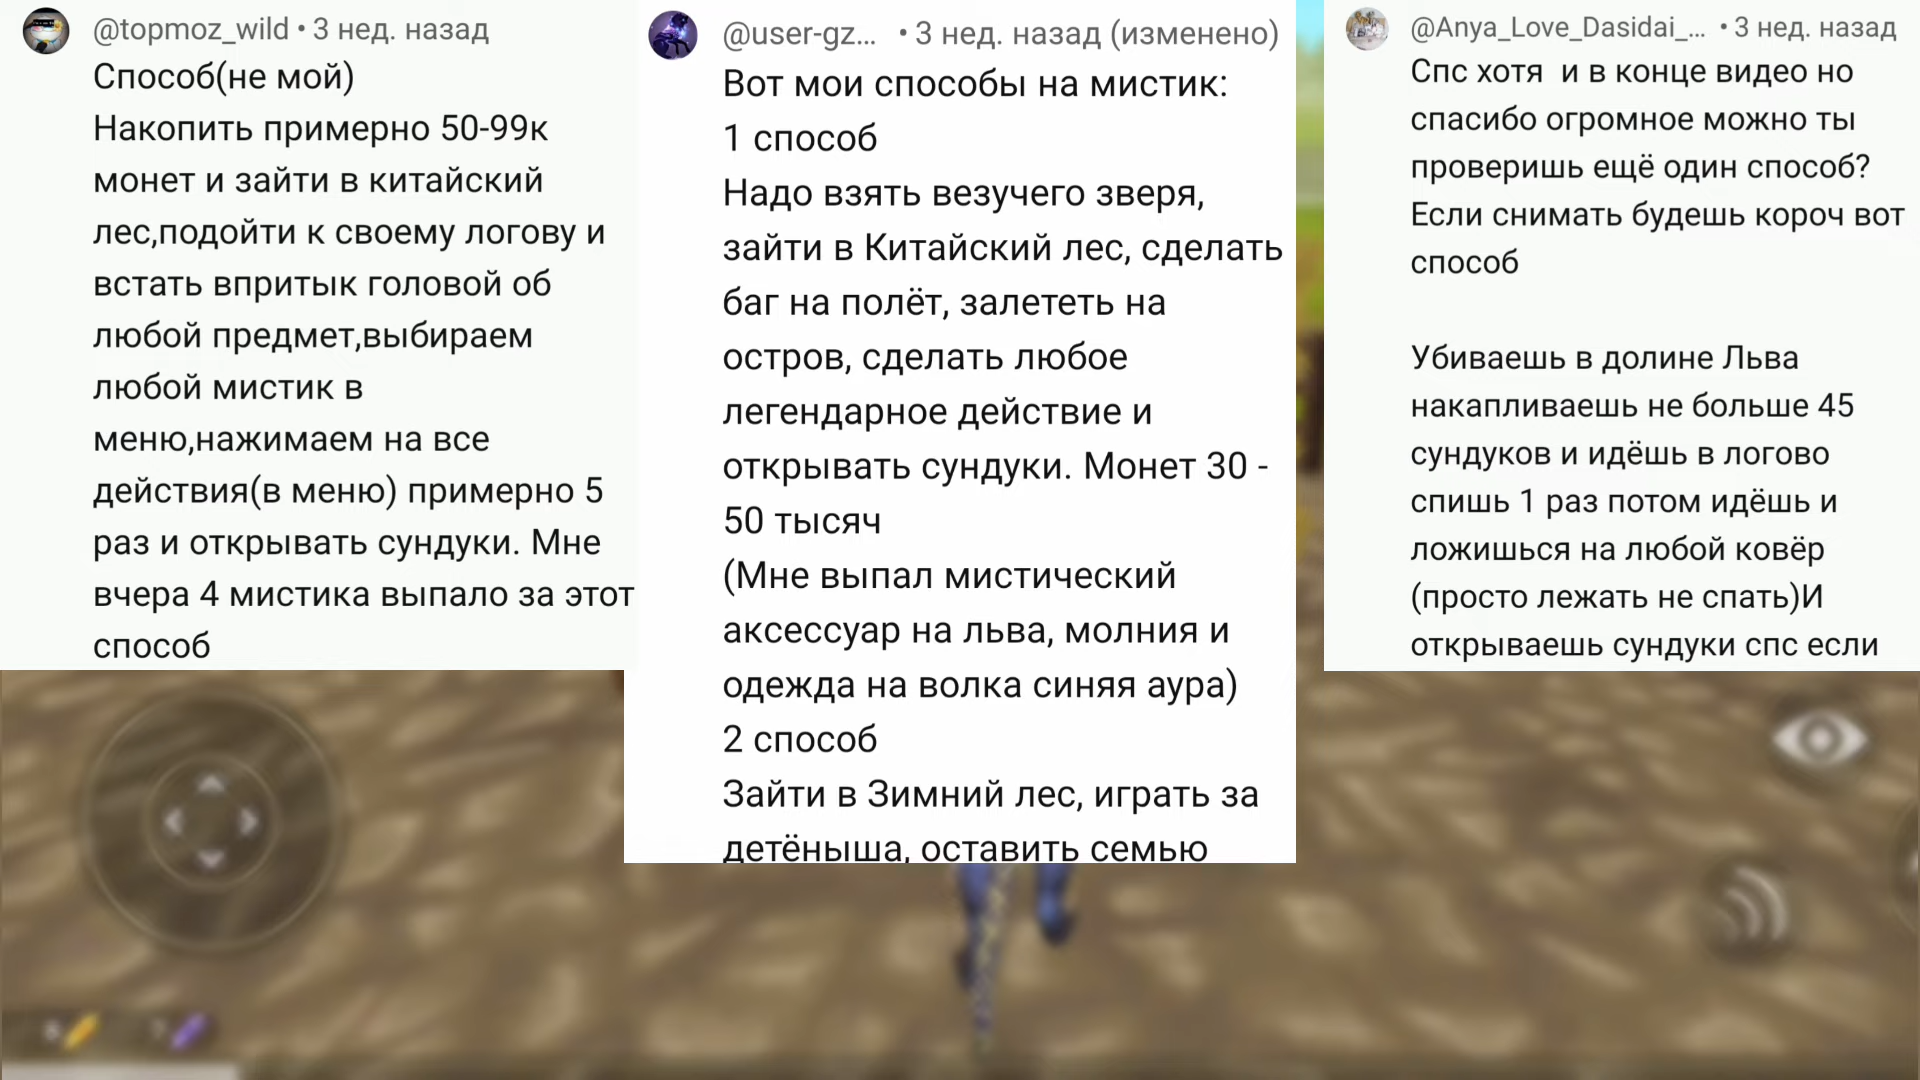 @topmoz_wild • 3 нед. назад
Способ(не мой)
Накопить примерно 50-99к
монет и зайти в китайский
лес,подойти к своему логову и
встать впритык головой об
любой предмет,выбираем
любой мистик в
меню,нажимаем на все
действия(в меню) примерно 5
раз и открывать сундуки. Мне
вчера 4 мистика выпало за этот
способ
@user-gz... • 3 нед. назад (изменено)
Вот мои способы на мистик:
1 способ
Надо взять везучего зверя,
зайти в Китайский лес, сделать
баг на полёт, залететь на
остров, сделать любое
легендарное действие и
открывать сундуки. Монет 30 -
50 тысяч
(Мне выпал мистический
аксессуар на льва, молния и
одежда на волка синяя аура)
2 способ
Зайти в Зимний лес, играть за
детёныша, оставить семью
@Anya_Love_Dasidai_... • 3 нед. назад
Спс хотя  и в конце видео но
спасибо огромное можно ты
проверишь ещё один способ?
Если снимать будешь короч вот
способ
Убиваешь в долине Льва
накапливаешь не больше 45
сундуков и идёшь в логово
спишь 1 раз потом идёшь и
ложишься на любой ковёр
(просто лежать не спать)И
открываешь сундуки спс если